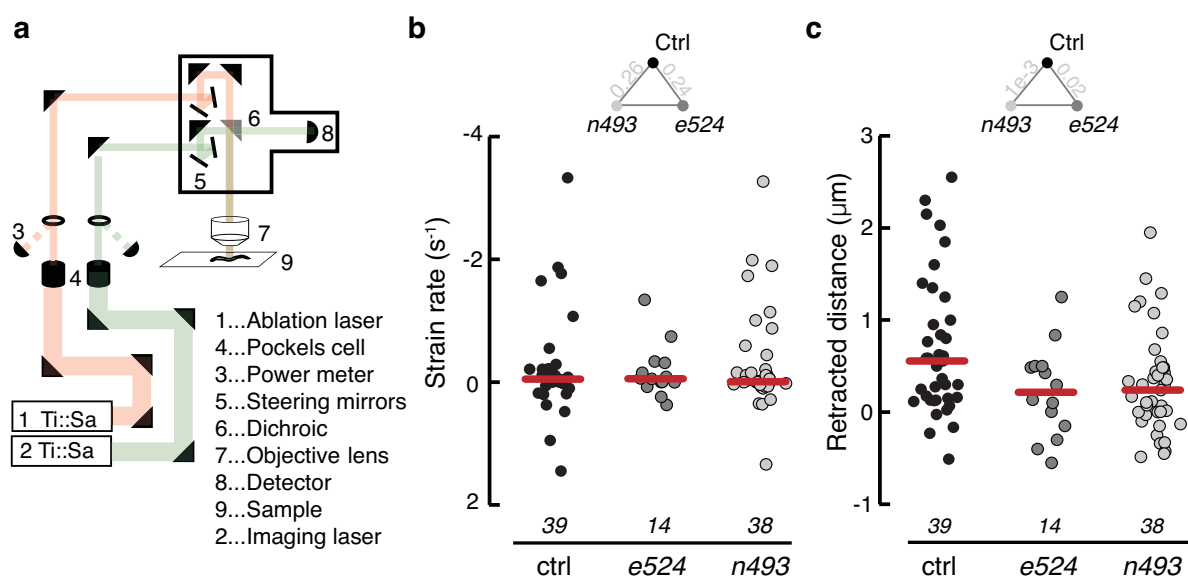 a
3
4
5
6
7
8
9
1 Ti::Sa
2 Ti::Sa
1...Ablation laser
4...Pockels cell
3...Power meter
5...Steering mirrors
6...Dichroic
7...Objective lens
8...Detector
9...Sample
2...Imaging laser
b
Ctrl
0.26
0.24
n493
e524
Strain rate (s⁻¹)
-4
-2
0
2
39
14
38
ctrl
e524
n493
c
Ctrl
1e-3
0.02
n493
e524
Retracted distance (µm)
3
2
1
0
-1
39
14
38
ctrl
e524
n493